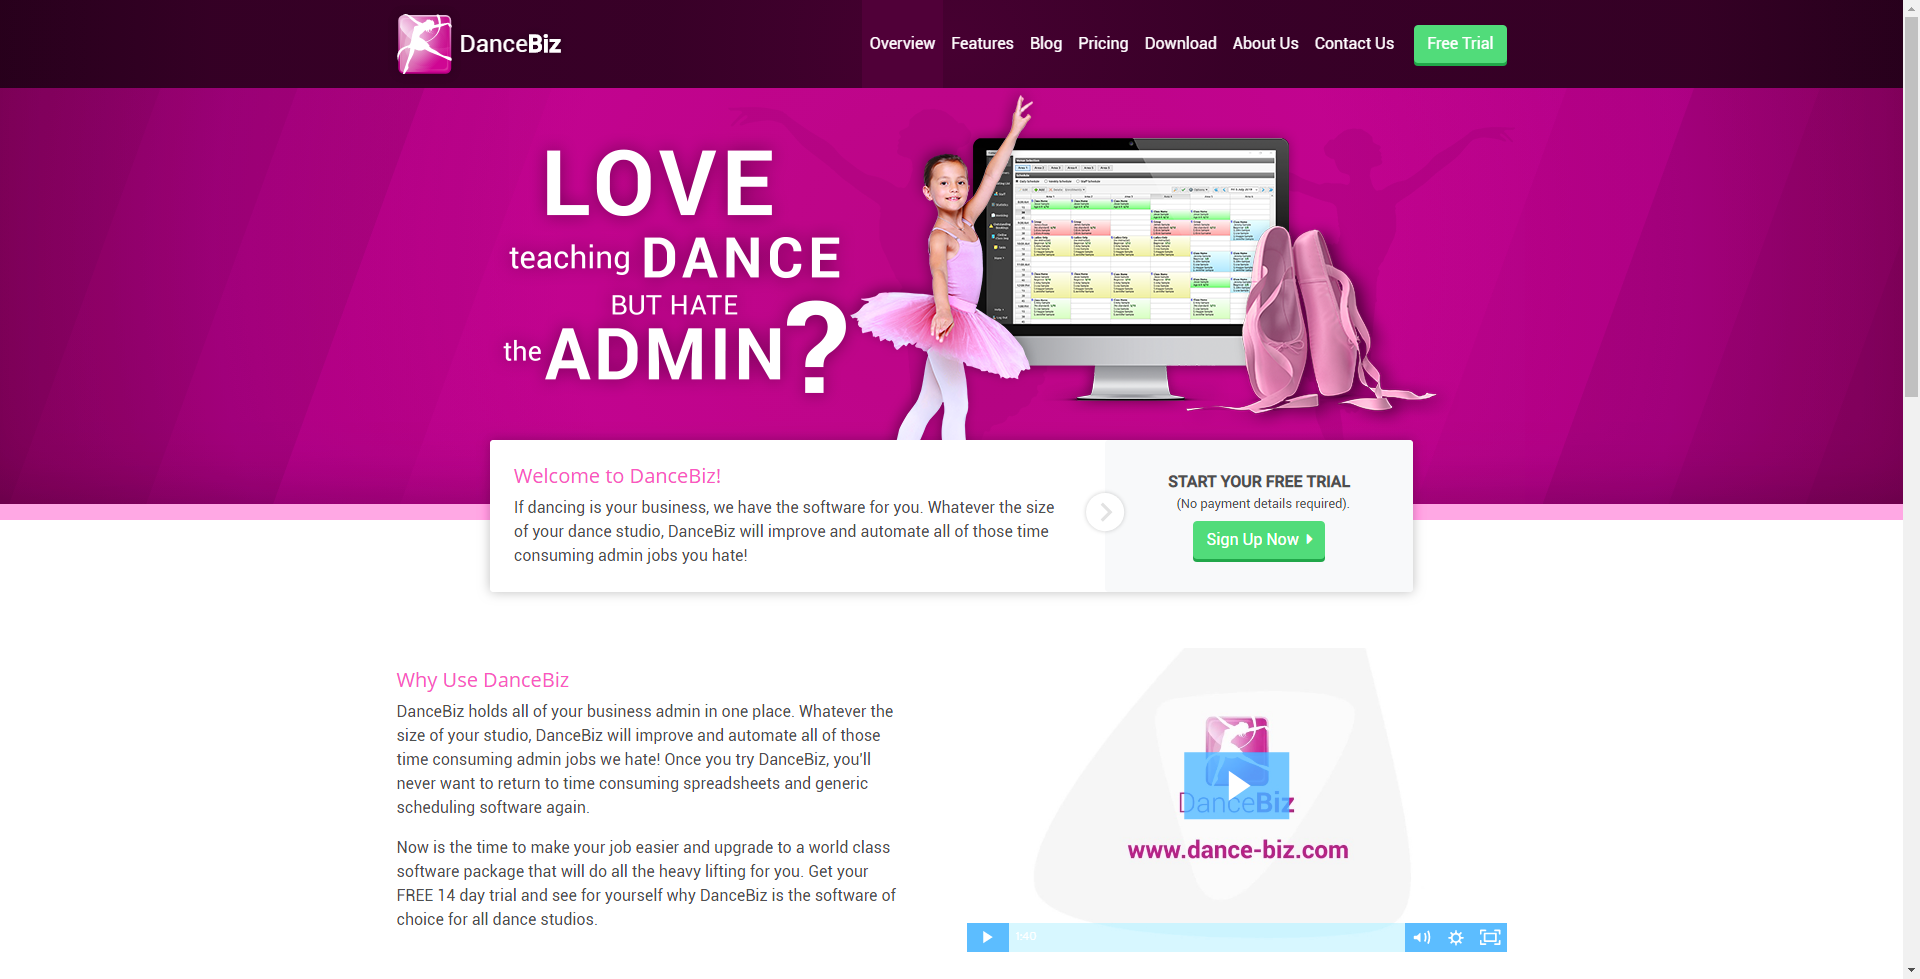 DanceBiz
Overview Features Blog Pricing Download About Us Contact Us Free Trial
LOVE
teaching DANCE
BUT HATE
the ADMIN?
Welcome to DanceBiz!
If dancing is your business, we have the software for you. Whatever the size
of your dance studio, DanceBiz will improve and automate all of those time
consuming admin jobs you hate!
START YOUR FREE TRIAL
(No payment details required).
Sign Up Now
Why Use DanceBiz
DanceBiz holds all of your business admin in one place. Whatever the
size of your studio, DanceBiz will improve and automate all of those
time consuming admin jobs we hate! Once you try DanceBiz, you'll
never want to return to time consuming spreadsheets and generic
scheduling software again.
Now is the time to make your job easier and upgrade to a world class
software package that will do all the heavy lifting for you. Get your
FREE 14 day trial and see for yourself why DanceBiz is the software of
choice for all dance studios.
DanceBiz
www.dance-biz.com
1:40